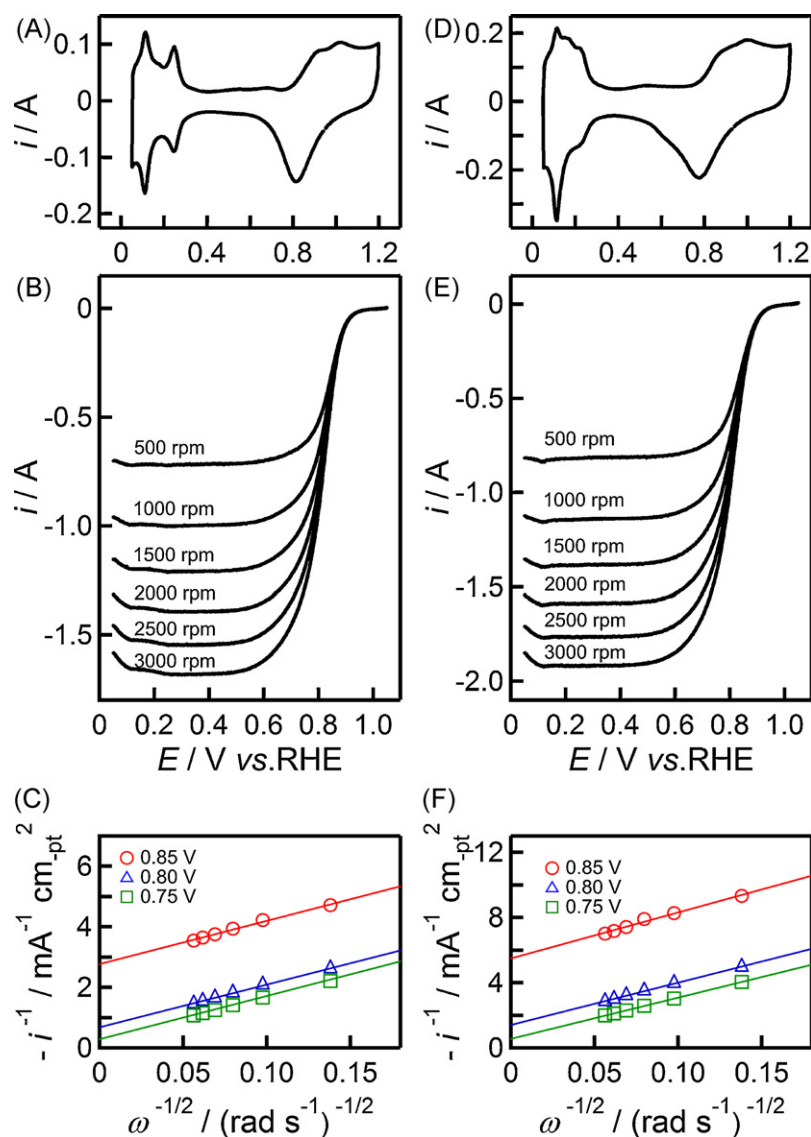 (A)
i / A
0.1
0
-0.1
-0.2
0 0.4 0.8 1.2
(D)
i / A
0.2
0
-0.2
0 0.4 0.8 1.2
(B)
i / A
0
-0.5
-1.0
-1.5
500 rpm
1000 rpm
1500 rpm
2000 rpm
2500 rpm
3000 rpm
0 0.2 0.4 0.6 0.8 1.0
E / V vs.RHE
(E)
i / A
0
-0.5
-1.0
-1.5
-2.0
500 rpm
1000 rpm
1500 rpm
2000 rpm
2500 rpm
3000 rpm
0 0.2 0.4 0.6 0.8 1.0
E / V vs.RHE
(C)
- i⁻¹ / mA⁻¹ cm₋pt²
6
4
2
0
0.85 V
0.80 V
0.75 V
0 0.05 0.10 0.15
ω⁻¹/² / (rad s⁻¹)⁻¹/²
(F)
- i⁻¹ / mA⁻¹ cm₋pt²
12
8
4
0
0.85 V
0.80 V
0.75 V
0 0.05 0.10 0.15
ω⁻¹/² / (rad s⁻¹)⁻¹/²